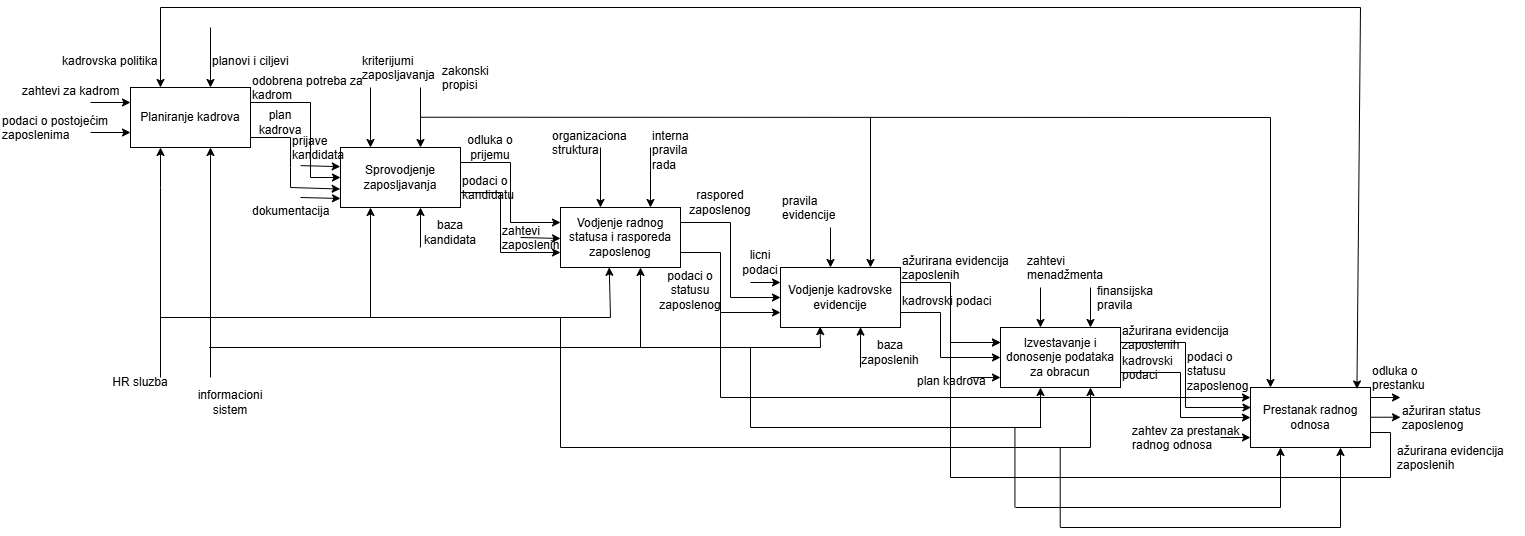 kadrovska politika
planovi i ciljevi
zahtevi za kadrom
podaci o postojećim
zaposlenima
Planiranje kadrova
odobrena potreba za
kadrom
plan
kadrova
kriterijumi
zaposljavanja
zakonski
propisi
prijave
kandidata
dokumentacija
Sprovodjenje
zaposljavanja
baza
kandidata
odluka o
prijemu
podaci o
kandidatu
organizaciona
struktura
interna
pravila
rada
zahtevi
zaposlenih
Vodjenje radnog
statusa i rasporeda
zaposlenog
raspored
zaposlenog
podaci o
statusu
zaposlenog
pravila
evidencije
licni
podaci
Vodjenje kadrovske
evidencije
baza
zaposlenih
ažurirana evidencija
zaposlenih
kadrovski podaci
zahtevi
menadžmenta
finansijska
pravila
plan kadrova
Izvestavanje i
donosenje podataka
za obracun
ažurirana evidencija
zaposlenih
kadrovski
podaci
podaci o
statusu
zaposlenog
zahtev za prestanak
radnog odnosa
Prestanak radnog
odnosa
odluka o
prestanku
ažuriran status
zaposlenog
ažurirana evidencija
zaposlenih
HR sluzba
informacioni
sistem